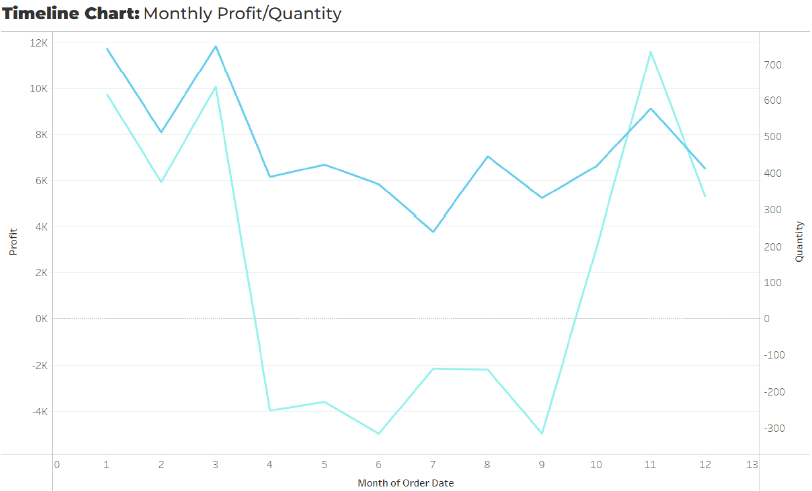 Timeline Chart: Monthly Profit/Quantity
12K
10K
8K
6K
4K
2K
0K
-2K
-4K
Profit
700
600
500
400
300
200
100
0
-100
-200
-300
Quantity
0 1 2 3 4 5 6 7 8 9 10 11 12 13
Month of Order Date